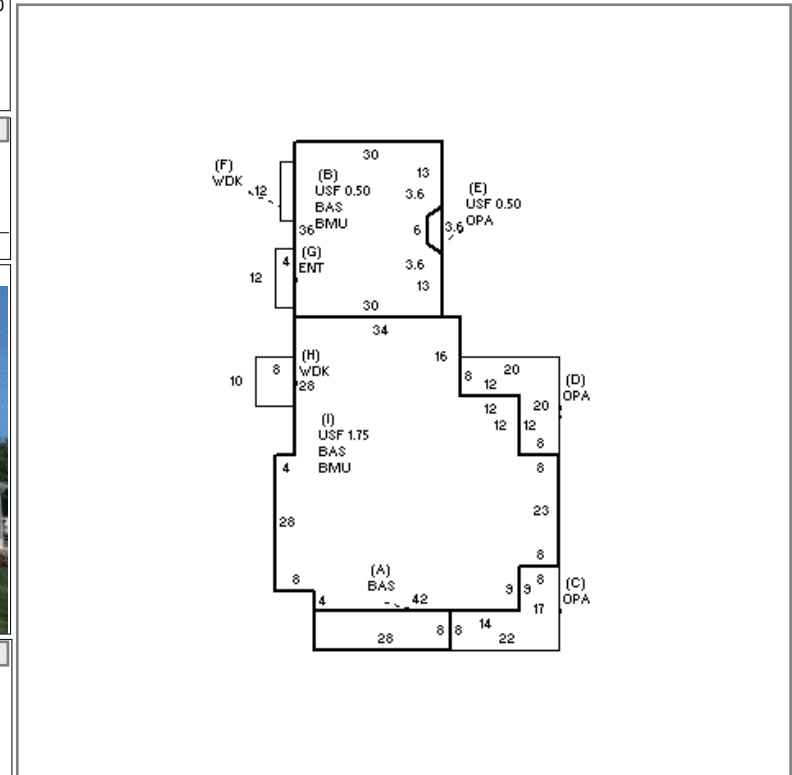 30
(F)
WDK
12
(B)
USF 0.50
BAS
BMU
13
3.6
(E)
USF 0.50
OPA
36
6
3.6
(G)
ENT
4
12
3.6
13
30
34
16
(H)
WDK
28
8
10
8
20
12
(D)
OPA
20
12
12
12
8
(I)
USF 1.75
BAS
BMU
4
8
28
23
8
8
(A)
BAS
4
42
9
9
8
(C)
OPA
17
28
8
8
14
22